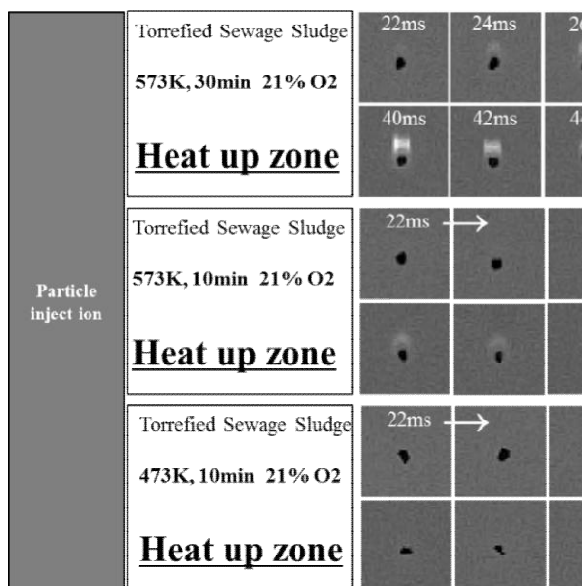 Particle
inject ion
Torrefied Sewage Sludge
573K, 30min 21% O2
Heat up zone
22ms
24ms
40ms
42ms
Torrefied Sewage Sludge
573K, 10min 21% O2
Heat up zone
22ms
Torrefied Sewage Sludge
473K, 10min 21% O2
Heat up zone
22ms